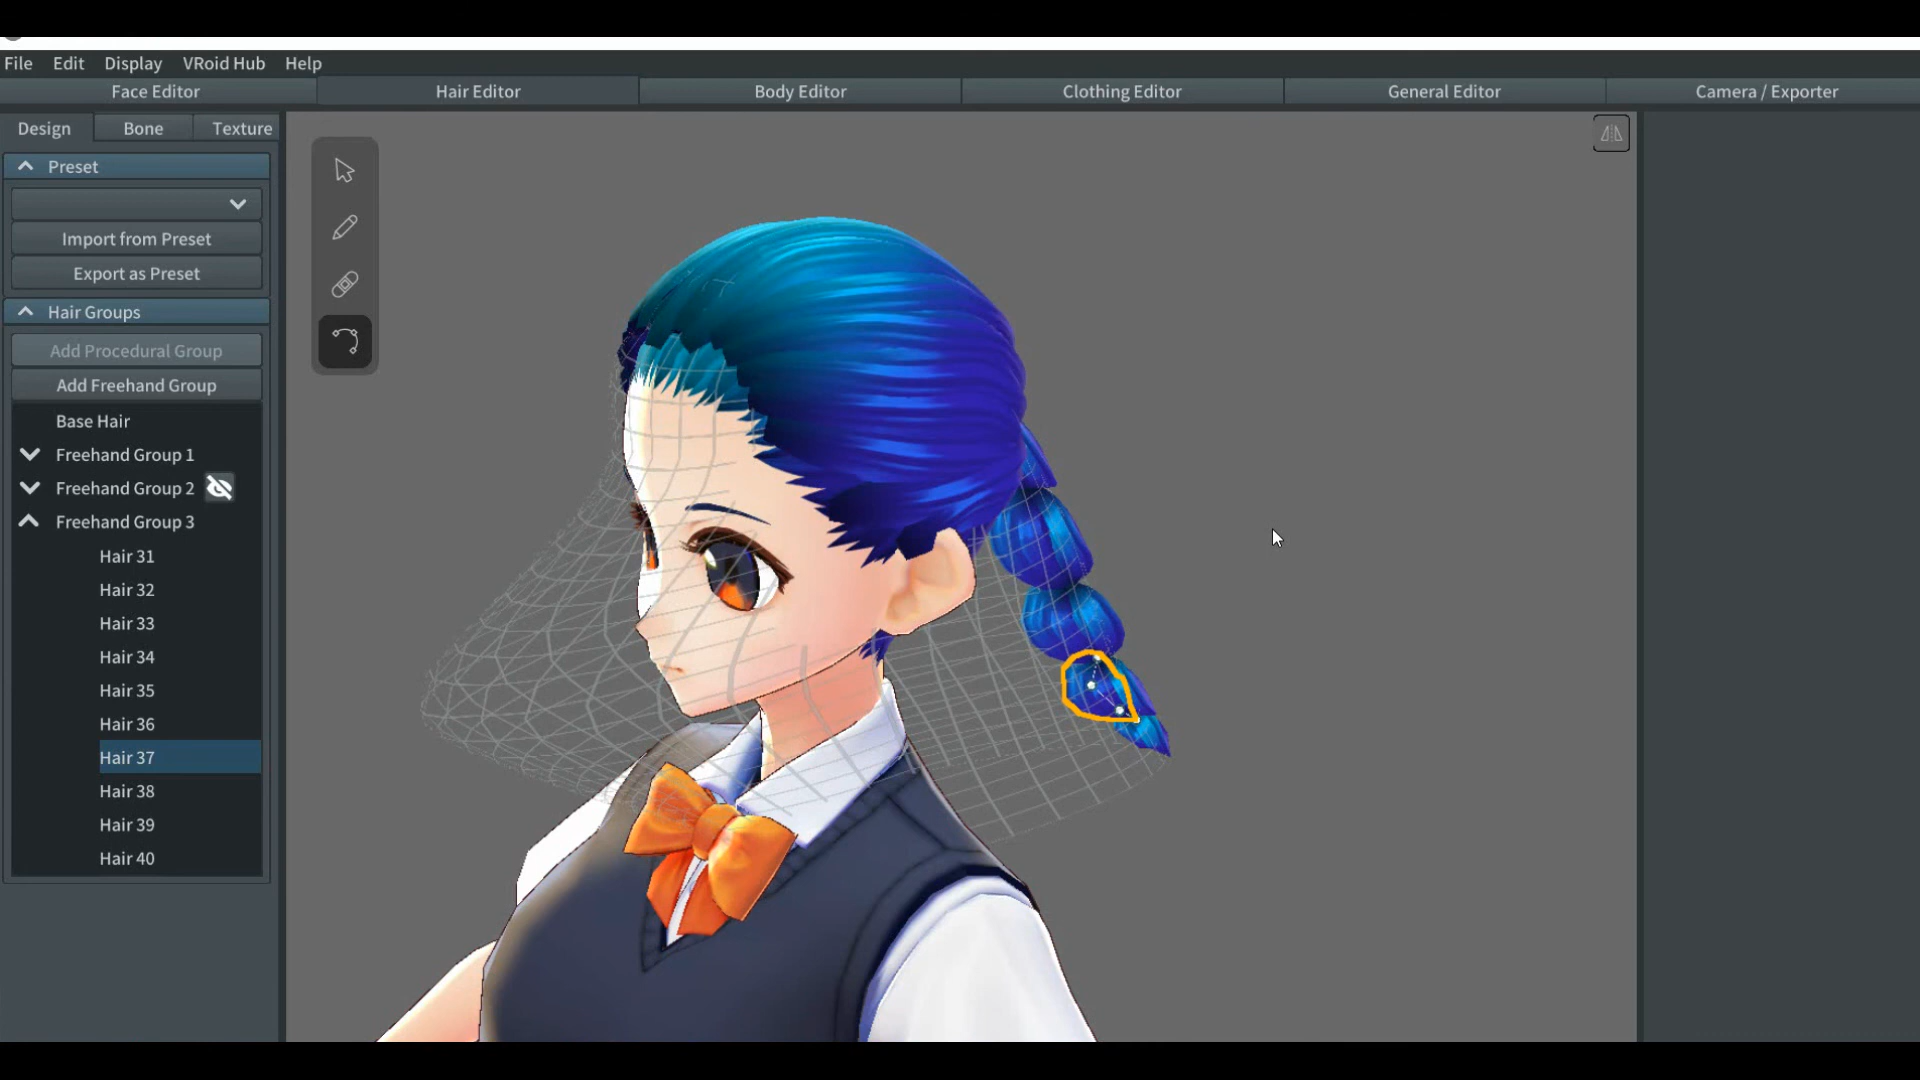 File Edit Display VRoid Hub Help
Face Editor Hair Editor Body Editor Clothing Editor General Editor Camera / Exporter
Design Bone Texture
Preset
Import from Preset
Export as Preset
Hair Groups
Add Procedural Group
Add Freehand Group
Base Hair
Freehand Group 1
Freehand Group 2
Freehand Group 3
Hair 31
Hair 32
Hair 33
Hair 34
Hair 35
Hair 36
Hair 37
Hair 38
Hair 39
Hair 40